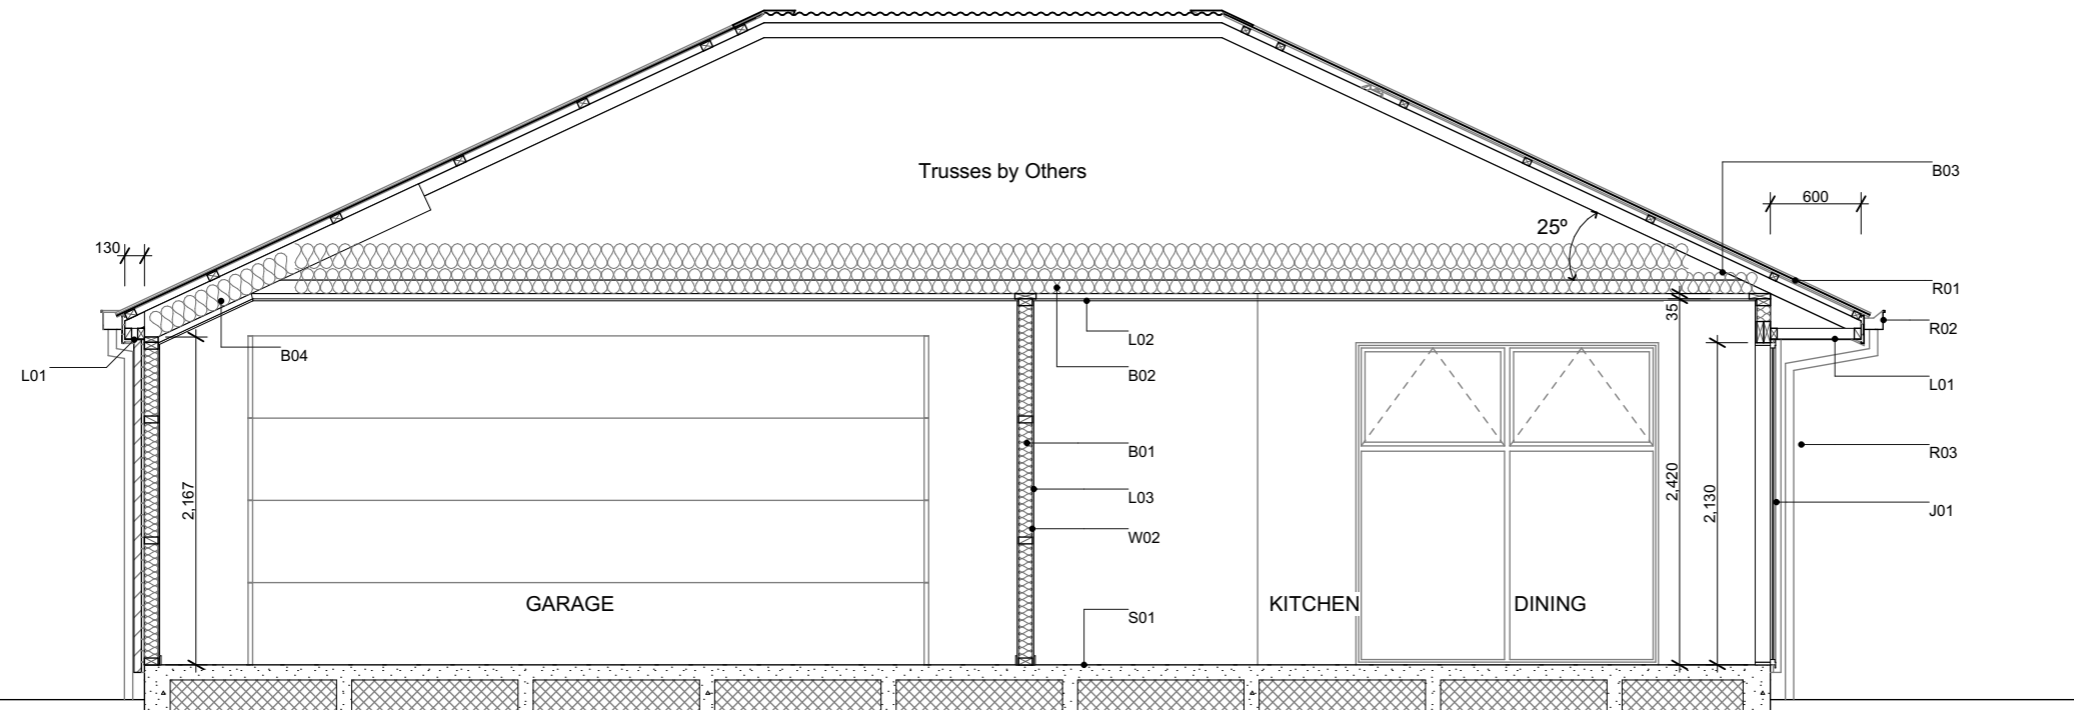 Trusses by Others
B03
600
25º
130
R01
35
R02
L02
B04
L01
B02
L01
B01
R03
2,167
L03
2,420
2,130
J01
W02
GARAGE
KITCHEN
DINING
S01